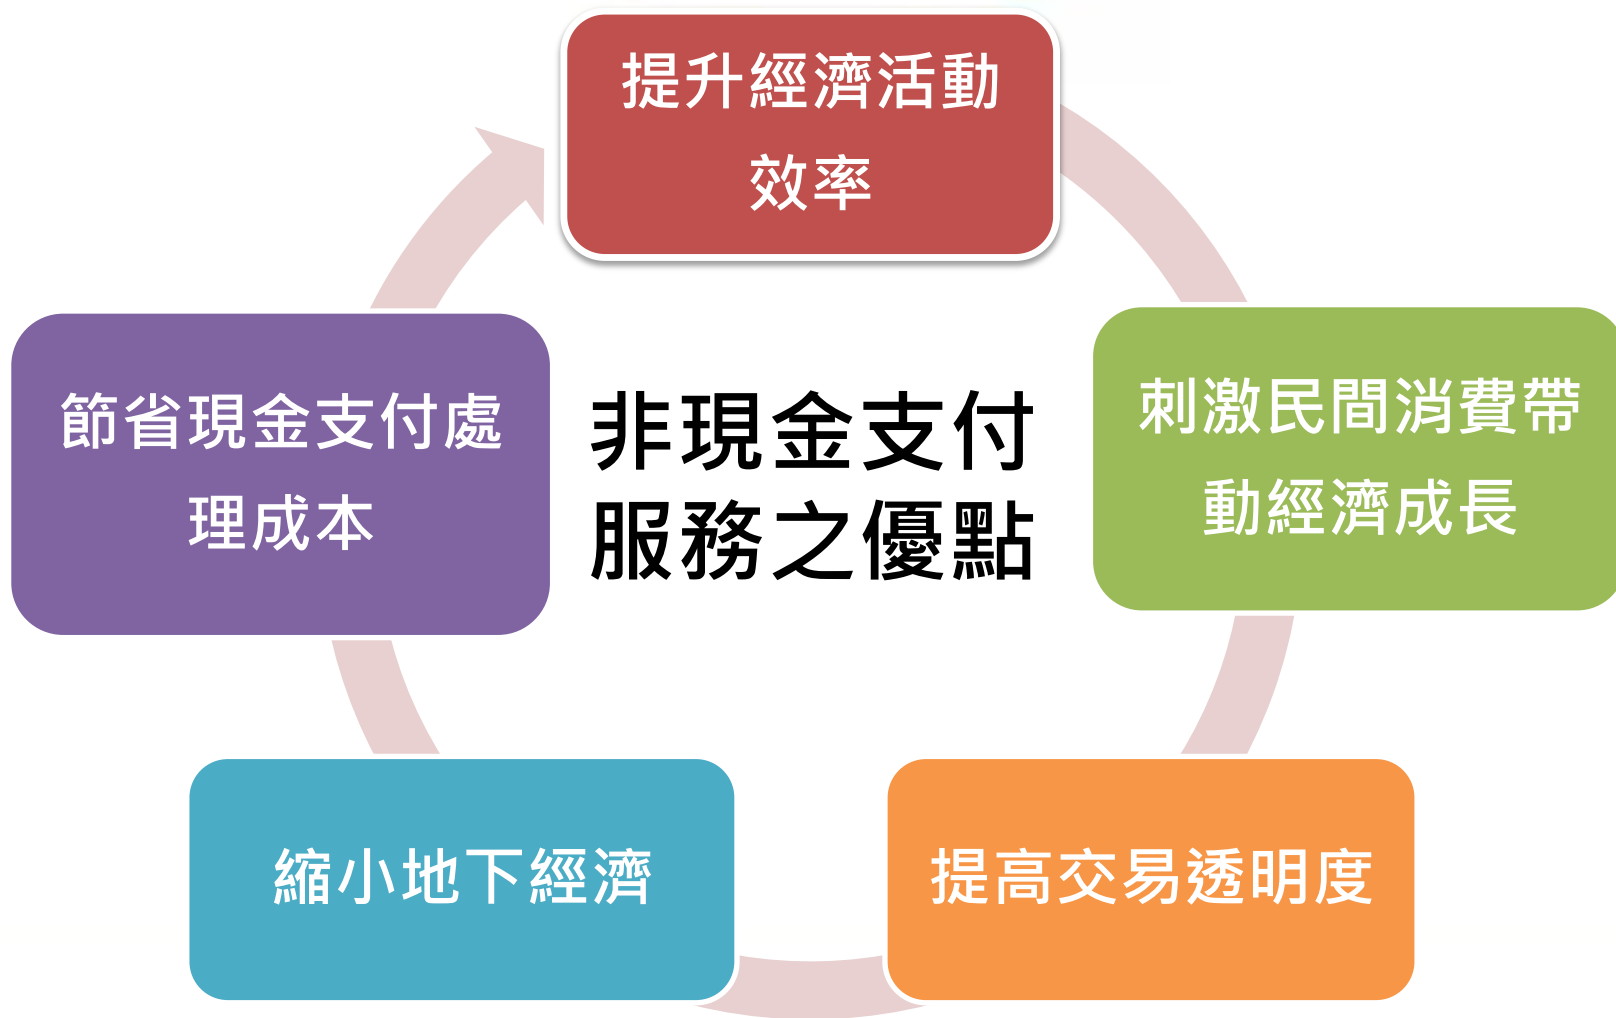 提升經濟活動
效率
刺激民間消費帶
動經濟成長
提高交易透明度
縮小地下經濟
節省現金支付處
理成本
非現金支付
服務之優點